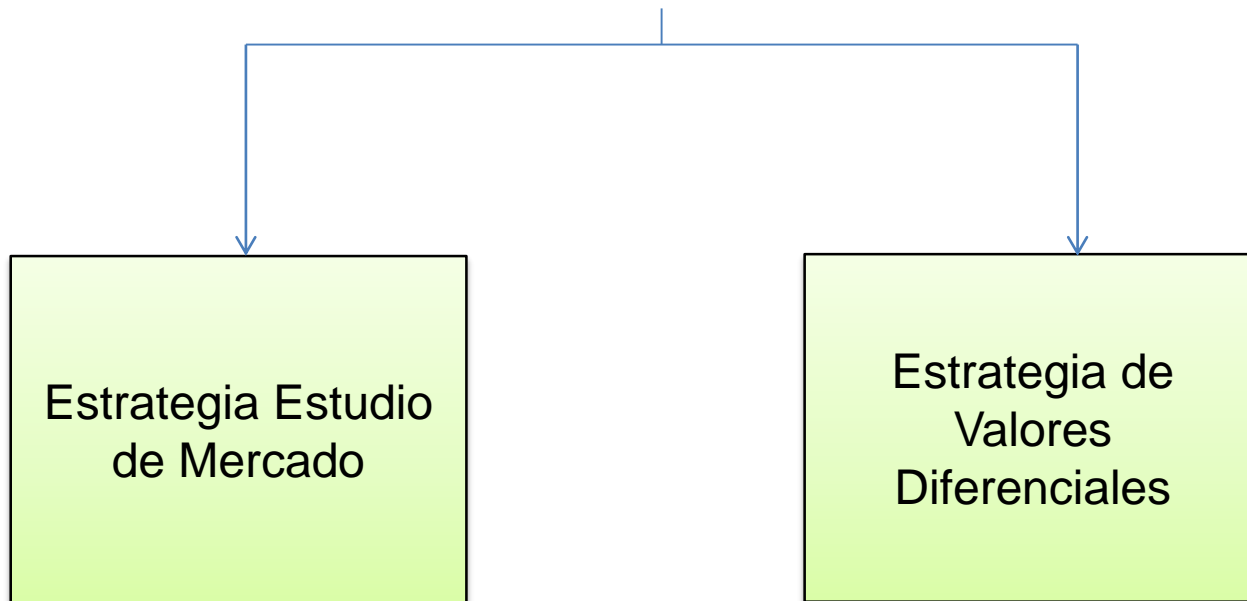 Estrategia Estudio
de Mercado
Estrategia de
Valores
Diferenciales